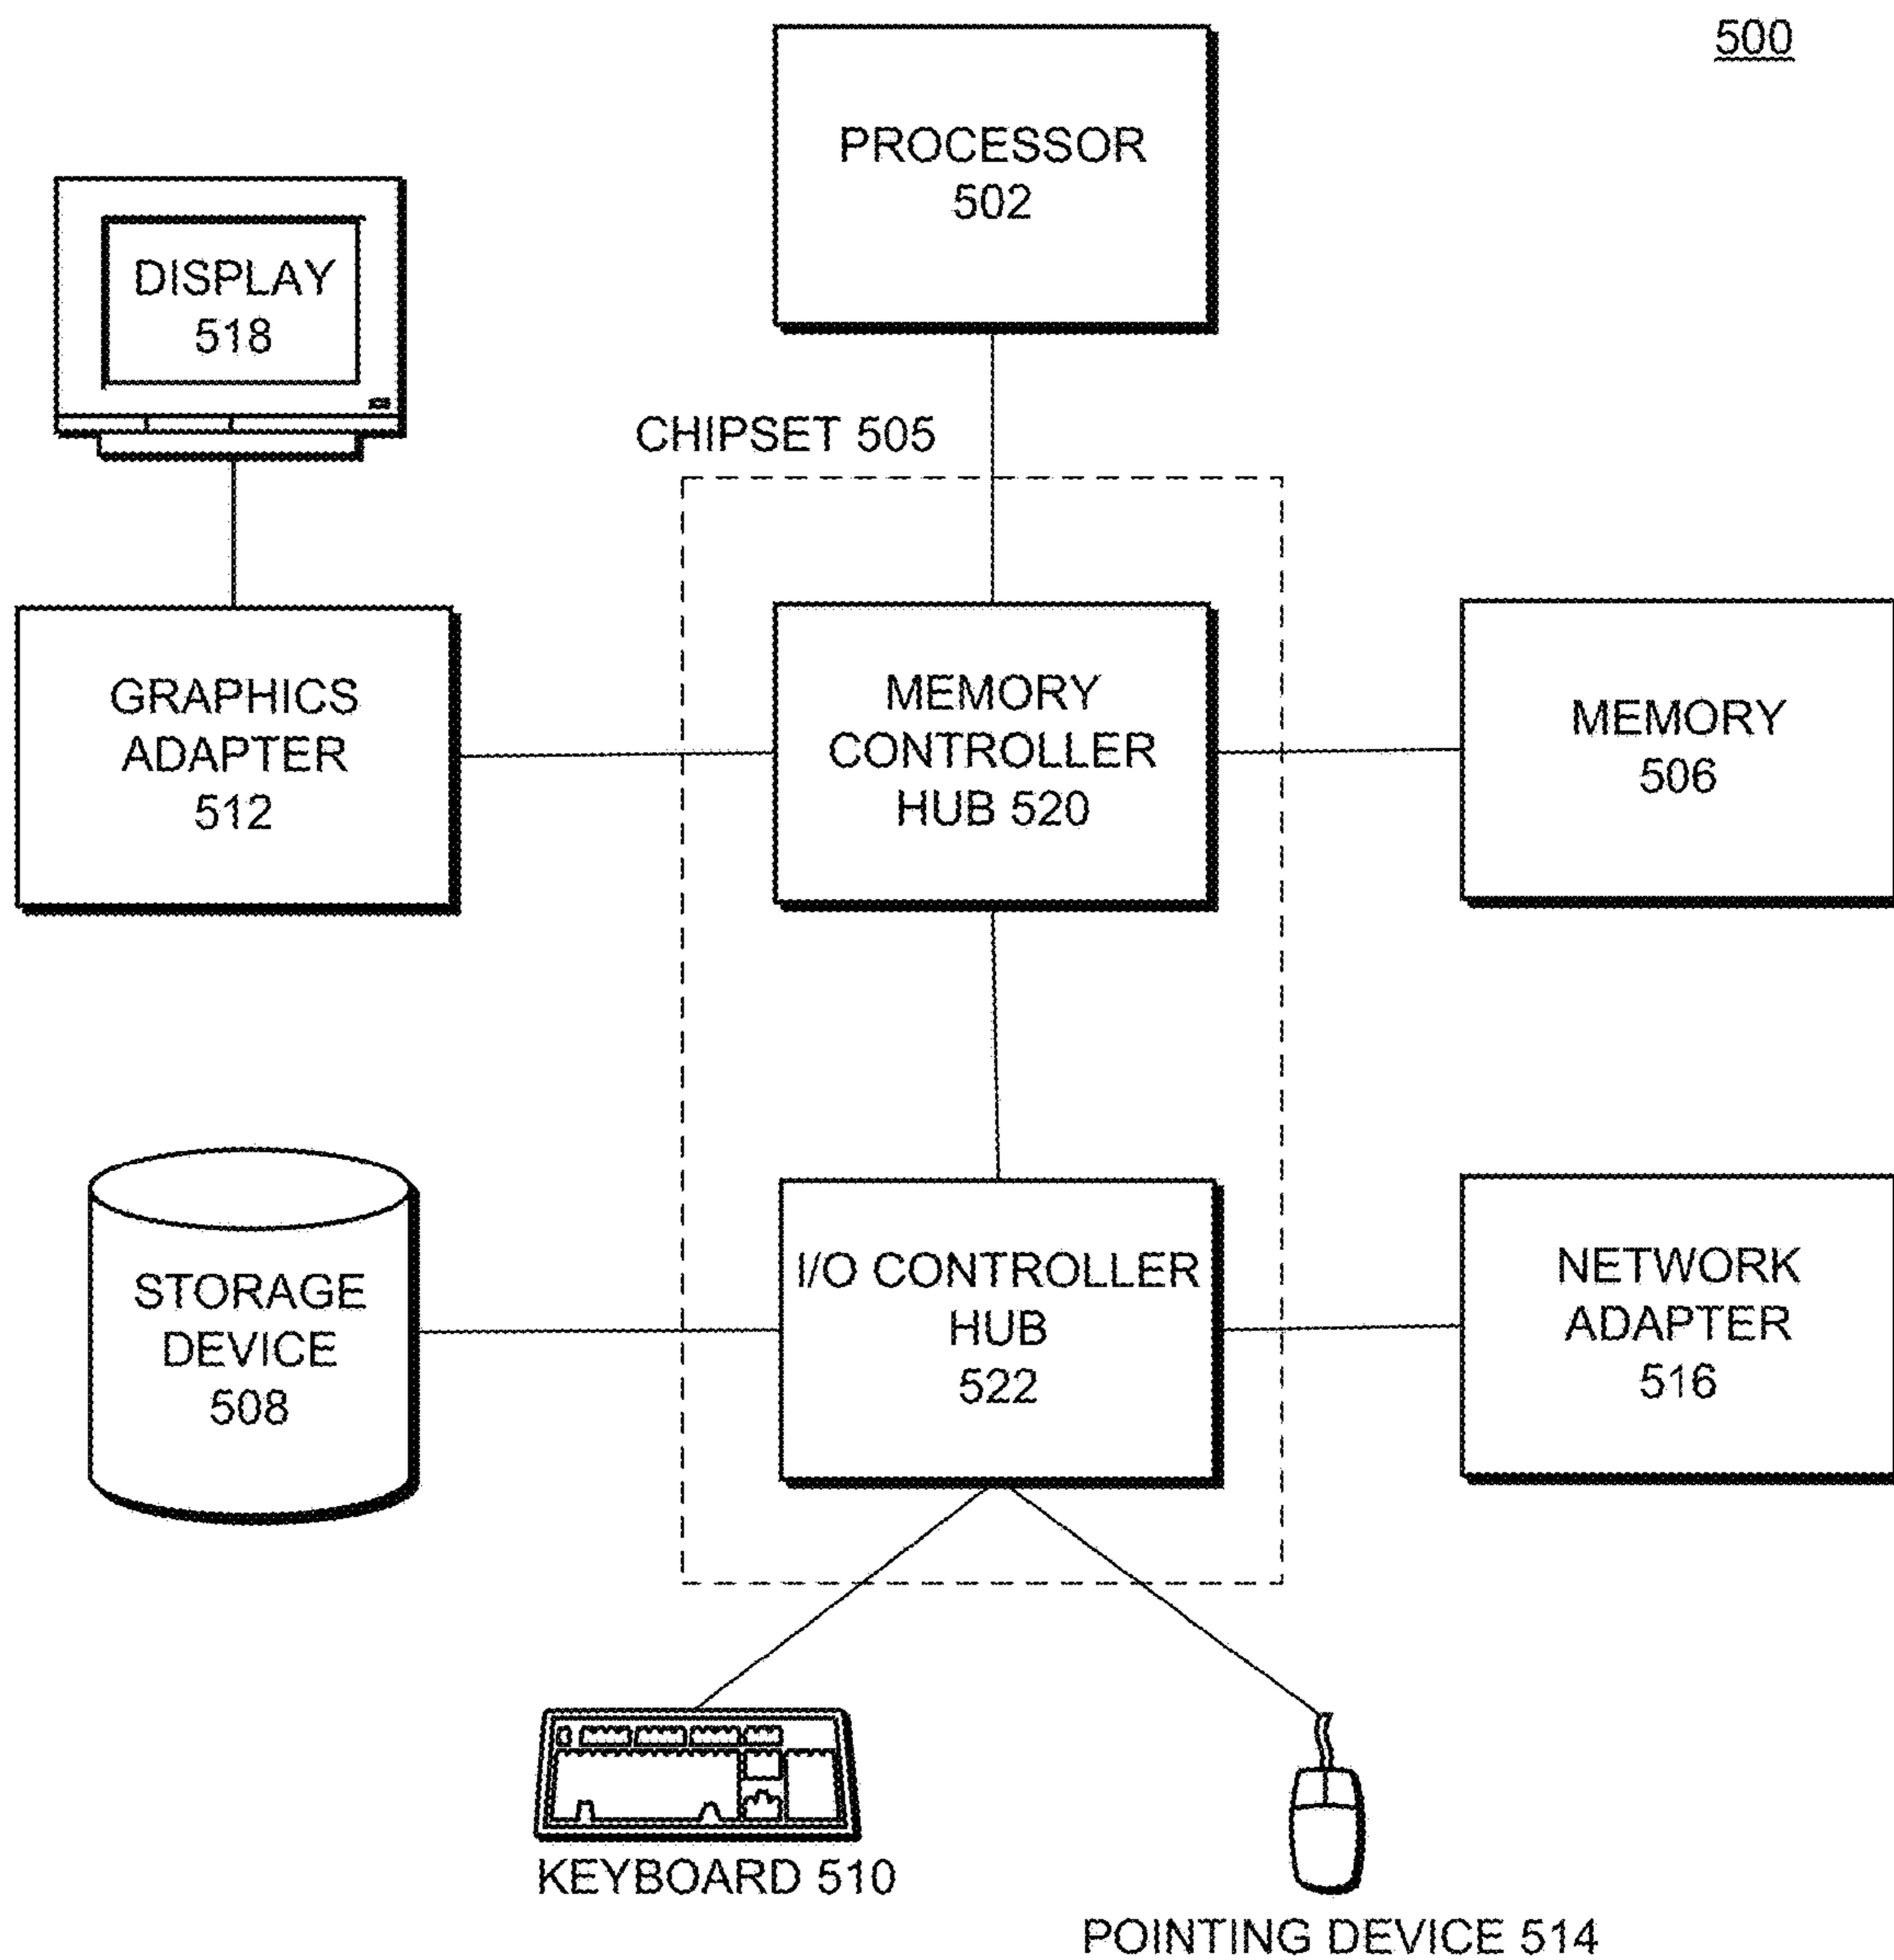 500
PROCESSOR
502
DISPLAY
518
CHIPSET 505
GRAPHICS
ADAPTER
512
MEMORY
CONTROLLER
HUB 520
MEMORY
506
STORAGE
DEVICE
508
I/O CONTROLLER
HUB
522
NETWORK
ADAPTER
516
KEYBOARD 510
POINTING DEVICE 514